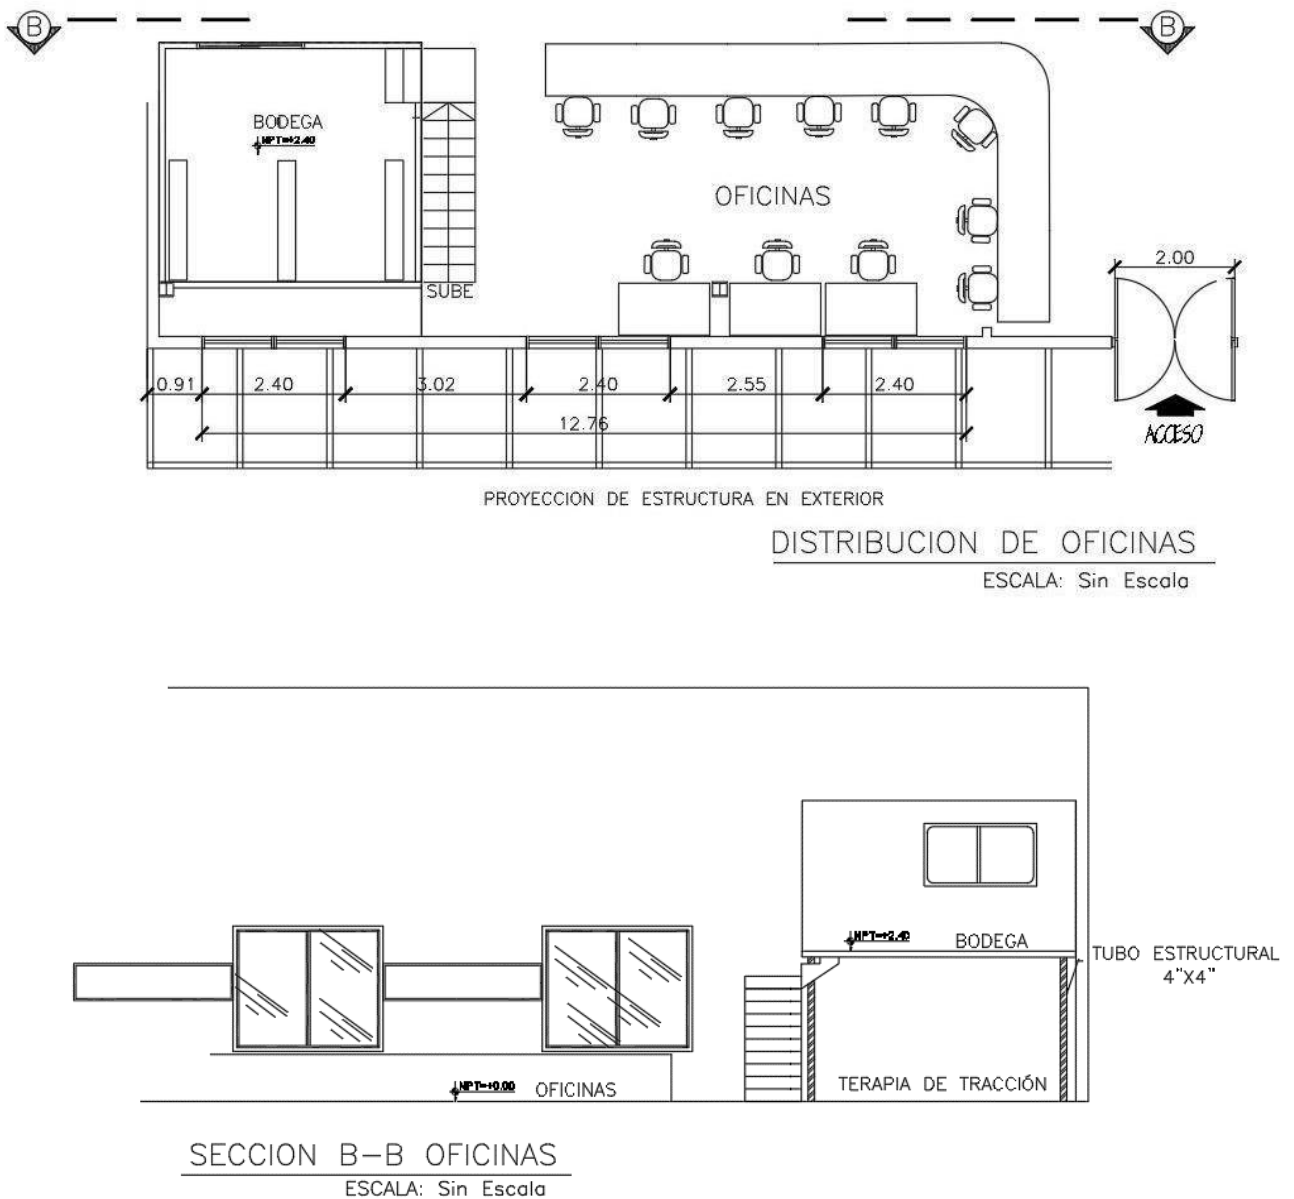 B
B
BODEGA
NPT=+2.40
OFICINAS
SUBE
2.00
0.91
2.40
3.02
2.40
2.55
2.40
12.76
ACCESO
PROYECCION DE ESTRUCTURA EN EXTERIOR
DISTRIBUCION DE OFICINAS
ESCALA: Sin Escala
NPT=+2.40
BODEGA
TUBO ESTRUCTURAL
4"X4"
TERAPIA DE TRACCIÓN
NPT=+0.00
OFICINAS
SECCION B-B OFICINAS
ESCALA: Sin Escala